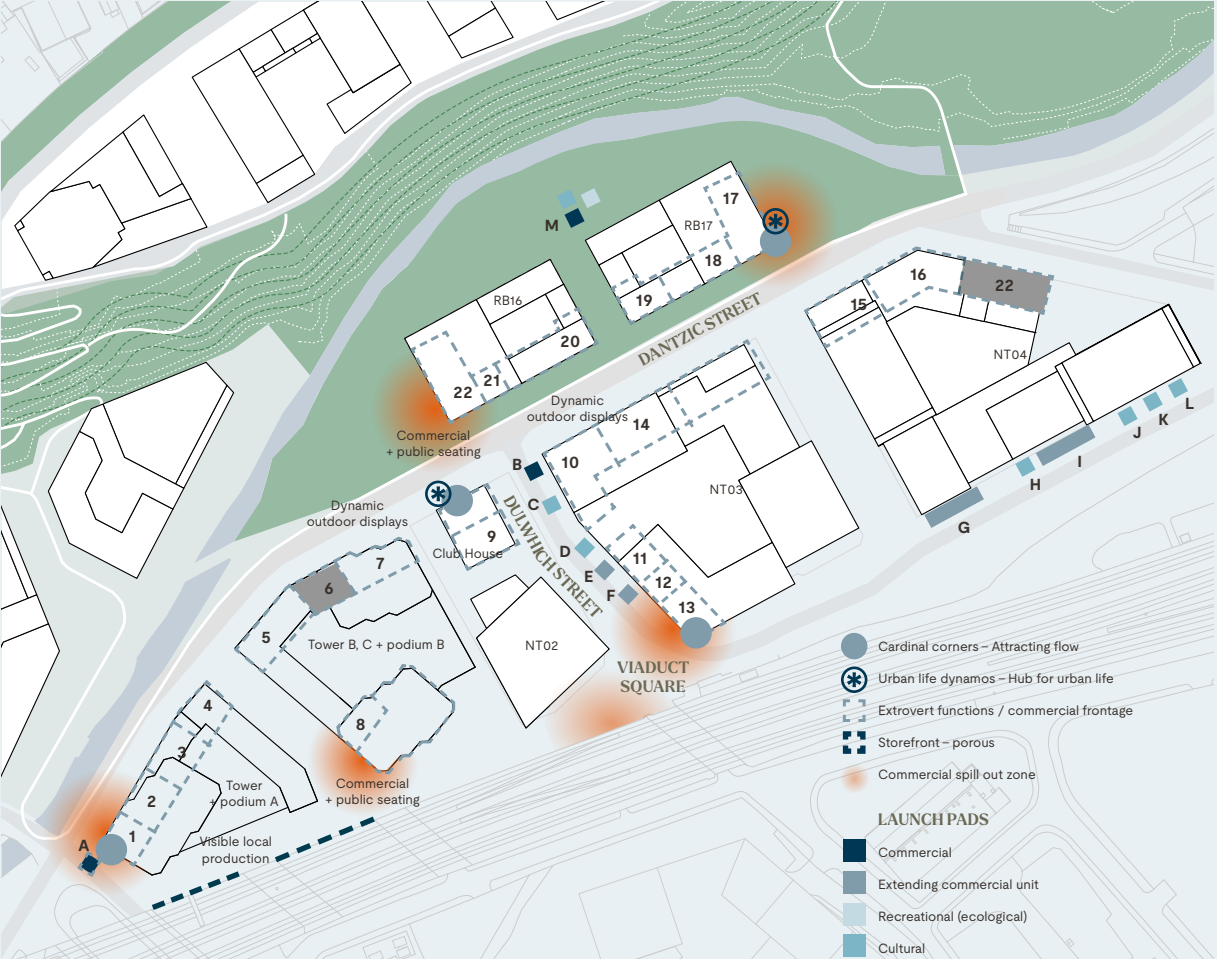 17
M
RB17
18
16
22
19
15
RB16
DANTZIC STREET
20
NT04
21
22
Dynamic
outdoor displays
L
K
J
14
Commercial
+ public seating
10
B
I
H
NT03
C
G
Dynamic
outdoor displays
DULWHICH STREET
9
Club House
D
11
7
E
12
6
F
13
5
Tower B, C + podium B
NT02
VIADUCT
SQUARE
4
8
3
2
Tower
+ podium A
Commercial
+ public seating
1
A
Visible local
production
Cardinal corners – Attracting flow
Urban life dynamos – Hub for urban life
Extrovert functions / commercial frontage
Storefront – porous
Commercial spill out zone
LAUNCH PADS
Commercial
Extending commercial unit
Recreational (ecological)
Cultural